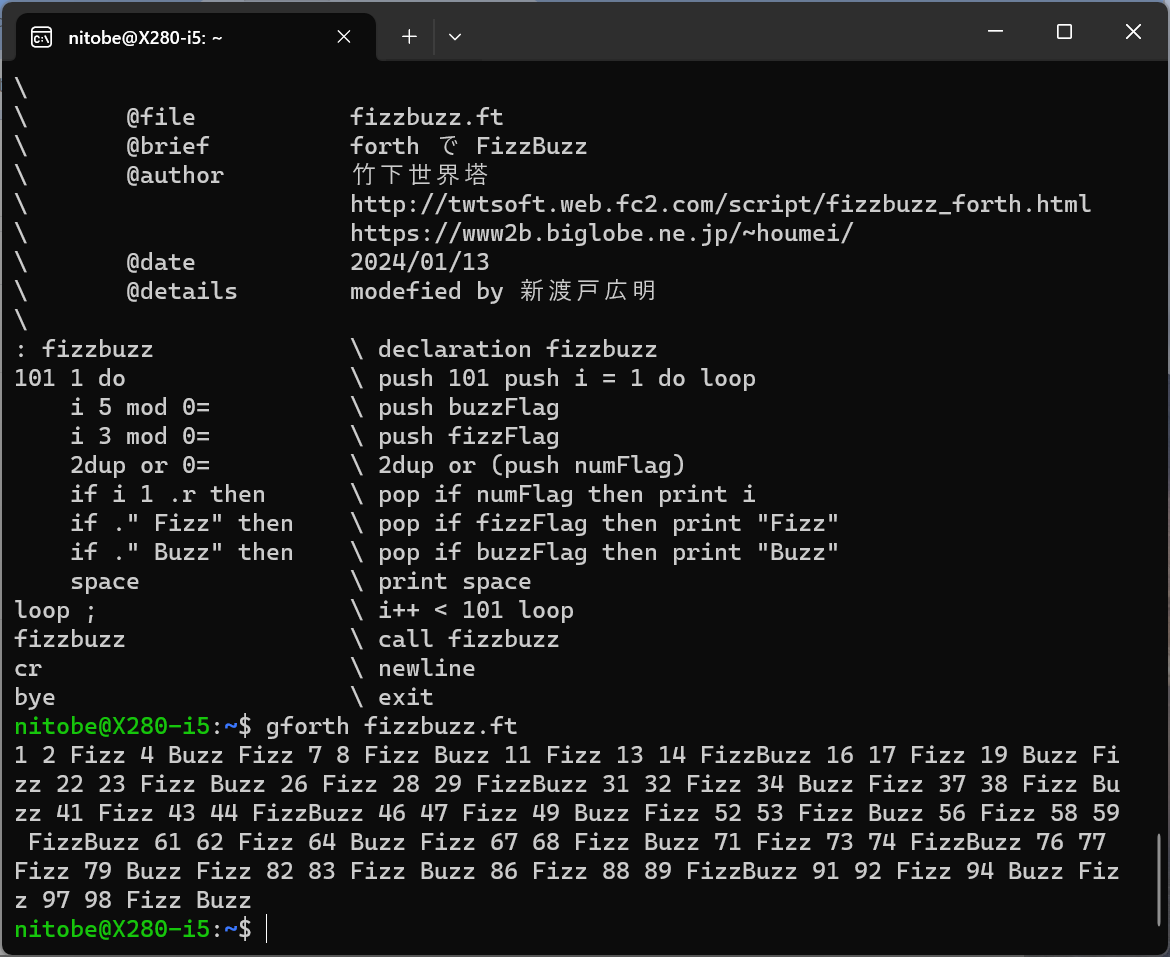 nitobe@X280-i5: ~
\
\       @file           fizzbuzz.ft
\       @brief          forth で FizzBuzz
\       @author         竹下世界塔
\                       http://twtsoft.web.fc2.com/script/fizzbuzz_forth.html
\                       https://www2b.biglobe.ne.jp/~houmei/
\       @date           2024/01/13
\       @details        modefied by 新渡戸広明
\
: fizzbuzz              \ declaration fizzbuzz
101 1 do                \ push 101 push i = 1 do loop
    i 5 mod 0=          \ push buzzFlag
    i 3 mod 0=          \ push fizzFlag
    2dup or 0=          \ 2dup or (push numFlag)
    if i 1 .r then      \ pop if numFlag then print i
    if ." Fizz" then    \ pop if fizzFlag then print "Fizz"
    if ." Buzz" then    \ pop if buzzFlag then print "Buzz"
    space               \ print space
loop ;                  \ i++ < 101 loop
fizzbuzz                \ call fizzbuzz
cr                      \ newline
bye                     \ exit
nitobe@X280-i5:~$ gforth fizzbuzz.ft
1 2 Fizz 4 Buzz Fizz 7 8 Fizz Buzz 11 Fizz 13 14 FizzBuzz 16 17 Fizz 19 Buzz Fi
zz 22 23 Fizz Buzz 26 Fizz 28 29 FizzBuzz 31 32 Fizz 34 Buzz Fizz 37 38 Fizz Bu
zz 41 Fizz 43 44 FizzBuzz 46 47 Fizz 49 Buzz Fizz 52 53 Fizz Buzz 56 Fizz 58 59
 FizzBuzz 61 62 Fizz 64 Buzz Fizz 67 68 Fizz Buzz 71 Fizz 73 74 FizzBuzz 76 77
Fizz 79 Buzz Fizz 82 83 Fizz Buzz 86 Fizz 88 89 FizzBuzz 91 92 Fizz 94 Buzz Fiz
z 97 98 Fizz Buzz
nitobe@X280-i5:~$